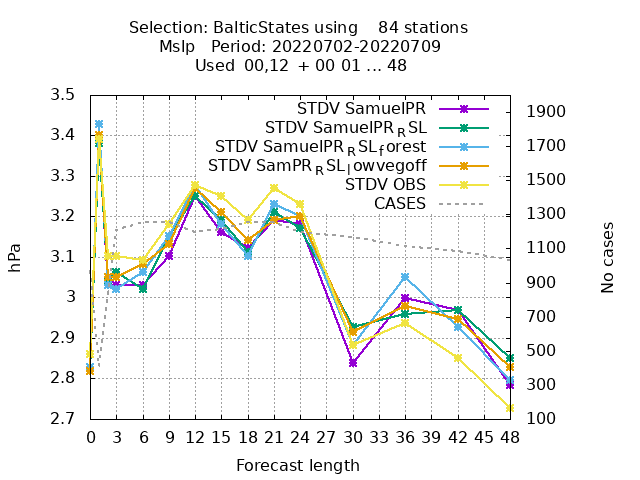 Selection: BalticStates using    84 stations
Mslp   Period: 20220702-20220709
Used  00,12  + 00 01 ... 48
STDV SamuelPR
STDV SamuelPR_RSL
STDV SamuelPR_RSL_forest
STDV SamPR_RSL_lowvegoff
STDV OBS
CASES
3.5
3.4
3.3
3.2
3.1
3
2.9
2.8
2.7
hPa
1900
1700
1500
1300
1100
900
700
500
300
100
No cases
0 3 6 9 12 15 18 21 24 27 30 33 36 39 42 45 48
Forecast length